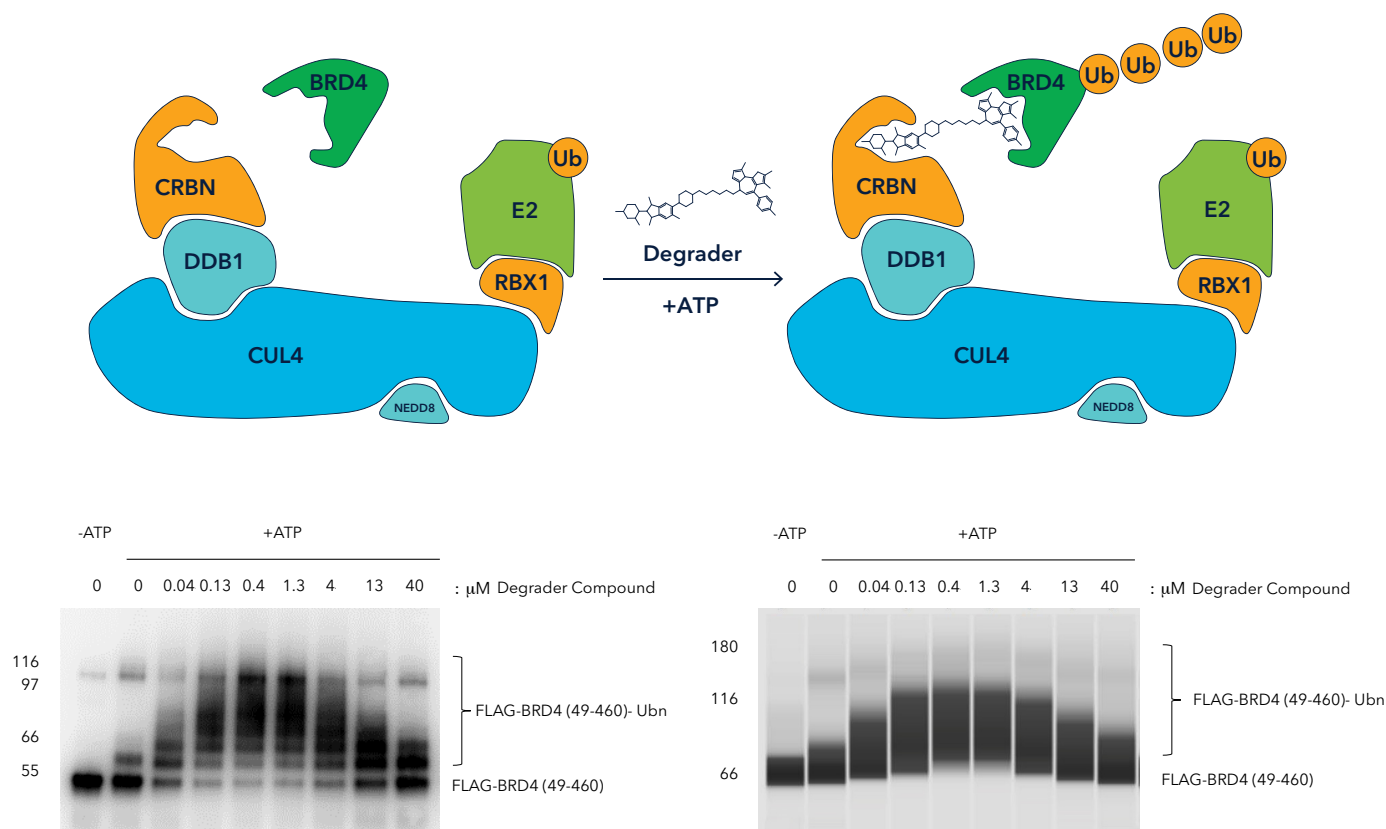 BRD4
CRBN
DDB1
CUL4
NEDD8
RBX1
E2
Ub
Degrader
+ATP
BRD4
Ub
Ub
Ub
Ub
CRBN
DDB1
CUL4
NEDD8
RBX1
E2
Ub
-ATP
+ATP
0 0 0.04 0.13 0.4 1.3 4 13 40 : μM Degrader Compound
116
97
66
55
FLAG-BRD4 (49-460)- Ubn
FLAG-BRD4 (49-460)
-ATP
+ATP
0 0 0.04 0.13 0.4 1.3 4 13 40 : μM Degrader Compound
180
116
66
FLAG-BRD4 (49-460)- Ubn
FLAG-BRD4 (49-460)